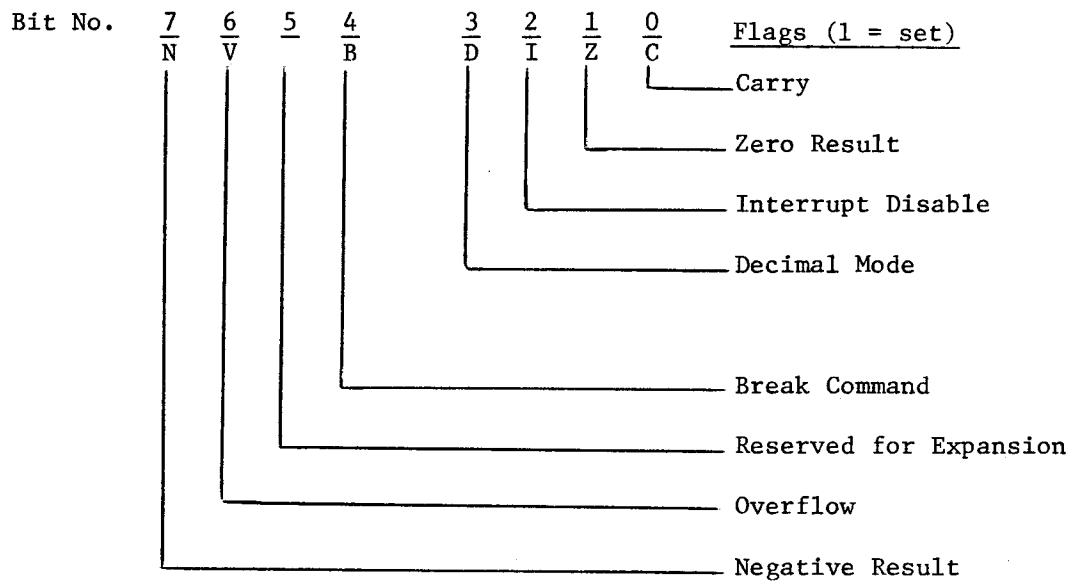 Bit No. 7 6 5 4 3 2 1 0 Flags (1 = set)
N V B D I Z C
Carry
Zero Result
Interrupt Disable
Decimal Mode
Break Command
Reserved for Expansion
Overflow
Negative Result